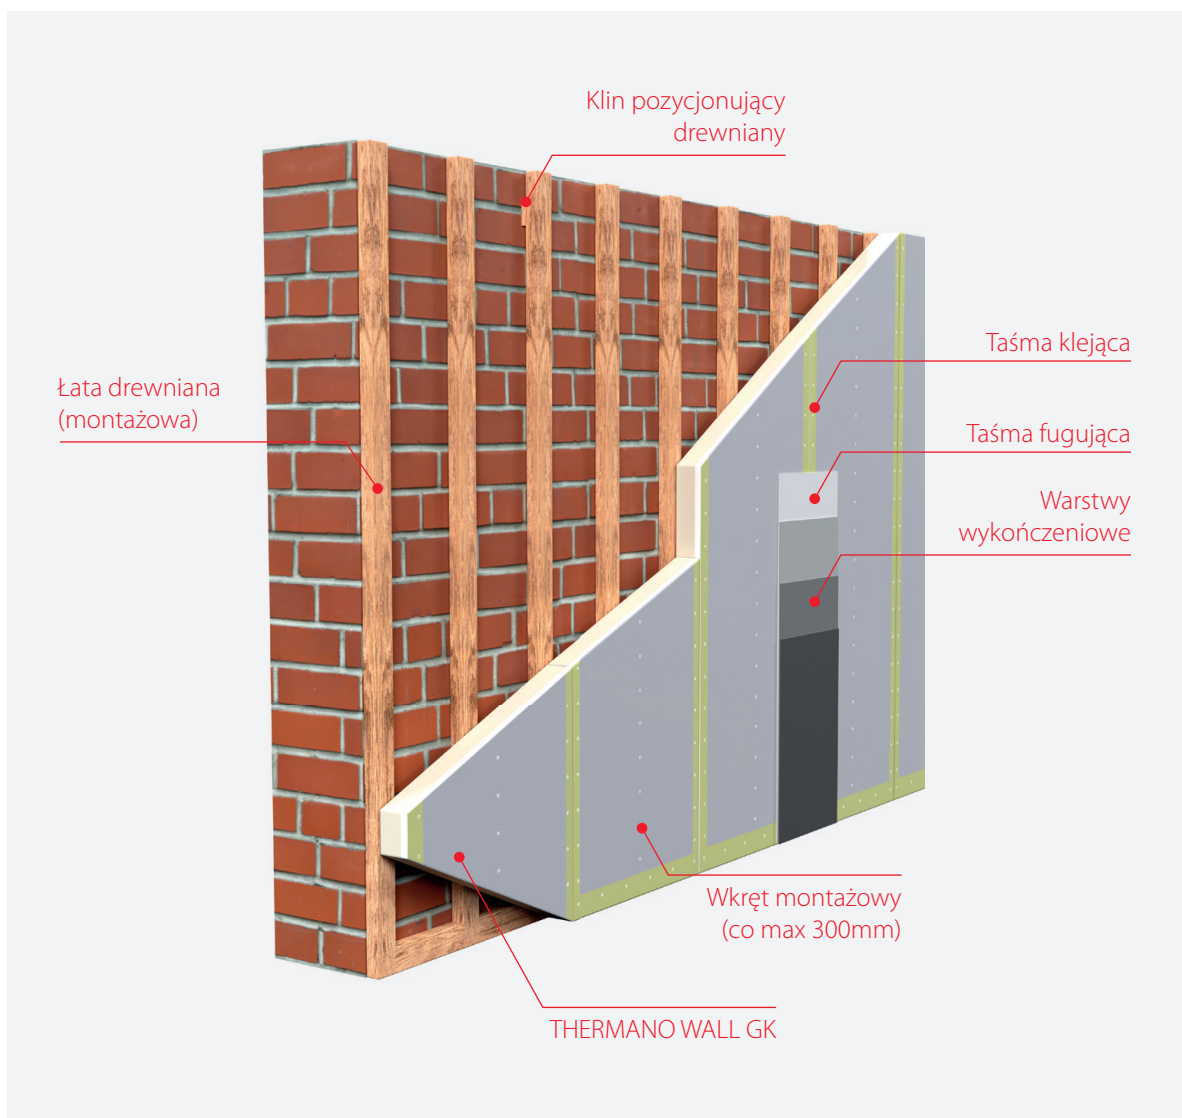 Klin pozycjonujący
drewniany
Taśma klejąca
Łata drewniana
(montażowa)
Taśma fugująca
Warstwy
wykończeniowe
Wkręt montażowy
(co max 300mm)
THERMANO WALL GK